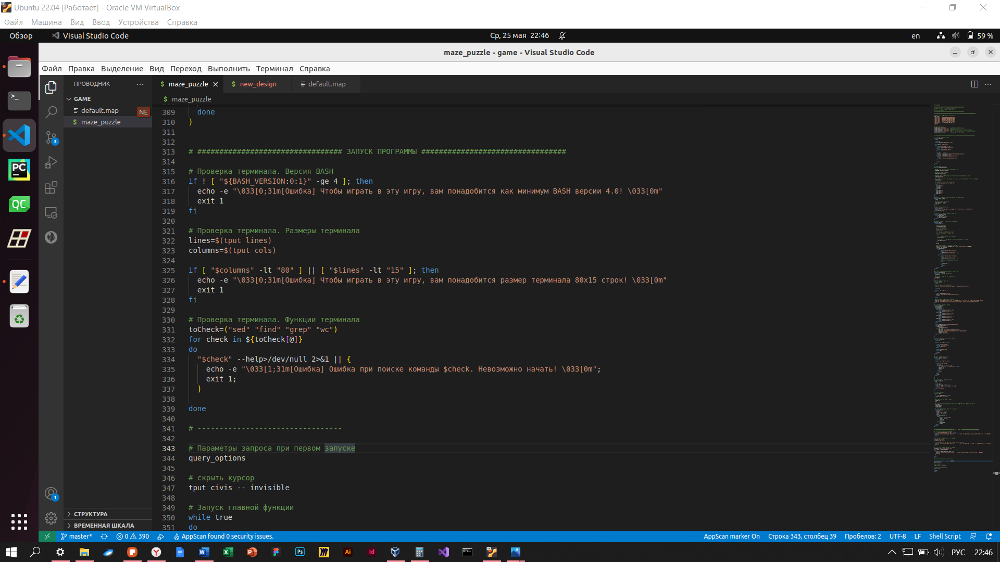 Ubuntu 22.04 [Работает] - Oracle VM VirtualBox
Файл Машина Вид Ввод Устройства Справка
Обзор Visual Studio Code Ср, 25 мая 22:46 en 59 %
maze_puzzle - game - Visual Studio Code
Файл Правка Выделение Вид Переход Выполнить Терминал Справка
ПРОВОДНИК ··· $ maze_puzzle $ new_design default.map ···
GAME $ maze_puzzle
default.map NE
$ maze_puzzle
309 done
310 }
311
312
313 # ################################# ЗАПУСК ПРОГРАММЫ #################################
314
315 # Проверка терминала. Версия BASH
316 if ! [ "${BASH_VERSION:0:1}" -ge 4 ]; then
317 echo -e "\033[0;31m[Ошибка] Чтобы играть в эту игру, вам понадобится как минимум BASH версии 4.0! \033[0m"
318 exit 1
319 fi
320
321 # Проверка терминала. Размеры терминала
322 lines=$(tput lines)
323 columns=$(tput cols)
324
325 if [ "$columns" -lt "80" ] || [ "$lines" -lt "15" ]; then
326 echo -e "\033[0;31m[Ошибка] Чтобы играть в эту игру, вам понадобится размер терминала 80x15 строк! \033[0m"
327 exit 1
328 fi
329
330 # Проверка терминала. Функции терминала
331 toCheck=("sed" "find" "grep" "wc")
332 for check in ${toCheck[@]}
333 do
334 "$check" --help>/dev/null 2>&1 || {
335 echo -e "\033[1;31m[Ошибка] Ошибка при поиске команды $check. Невозможно начать! \033[0m";
336 exit 1;
337 }
338
339 done
340
341 # ---------------------------------
342
343 # Параметры запроса при первом запуске
344 query_options
345
346 # скрыть курсор
347 tput civis -- invisible
348
349 # Запуск главной функции
350 while true
351 do
3
PC
QC
1
СТРУКТУРА
ВРЕМЕННАЯ ШКАЛА
master* 0 390 AppScan found 0 security issues. AppScan marker On Строка 343, столбец 39 Пробелов: 2 UTF-8 LF Shell Script
W X P Ps Ai Id РУС 22:46